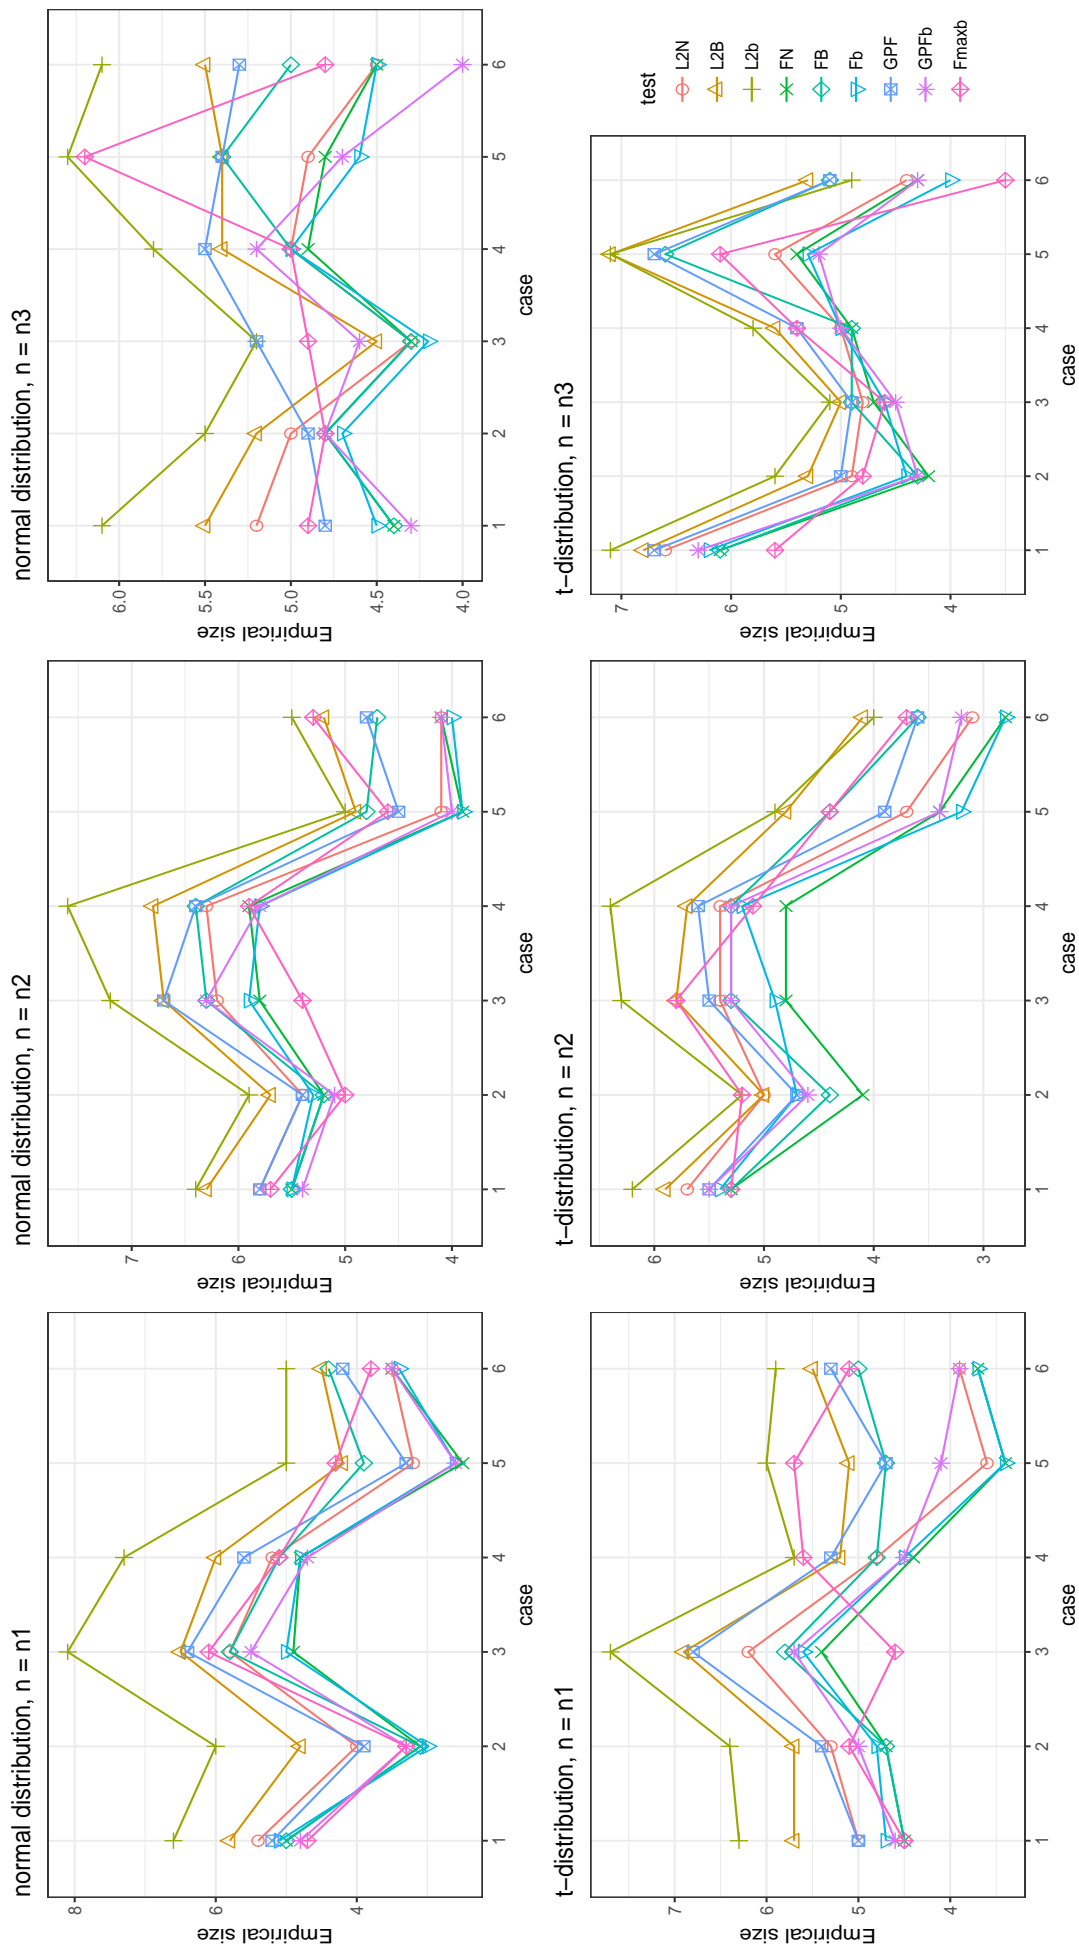 normal distribution, n = n1
Empirical size
8
6
4
1 2 3 4 5 6
case
normal distribution, n = n2
Empirical size
7
6
5
4
1 2 3 4 5 6
case
normal distribution, n = n3
Empirical size
6.0
5.5
5.0
4.5
4.0
1 2 3 4 5 6
case
t−distribution, n = n1
Empirical size
7
6
5
4
1 2 3 4 5 6
case
t−distribution, n = n2
Empirical size
6
5
4
3
1 2 3 4 5 6
case
t−distribution, n = n3
Empirical size
7
6
5
4
1 2 3 4 5 6
case
test
L2N
L2B
L2b
FN
FB
Fb
GPF
GPFb
Fmaxb